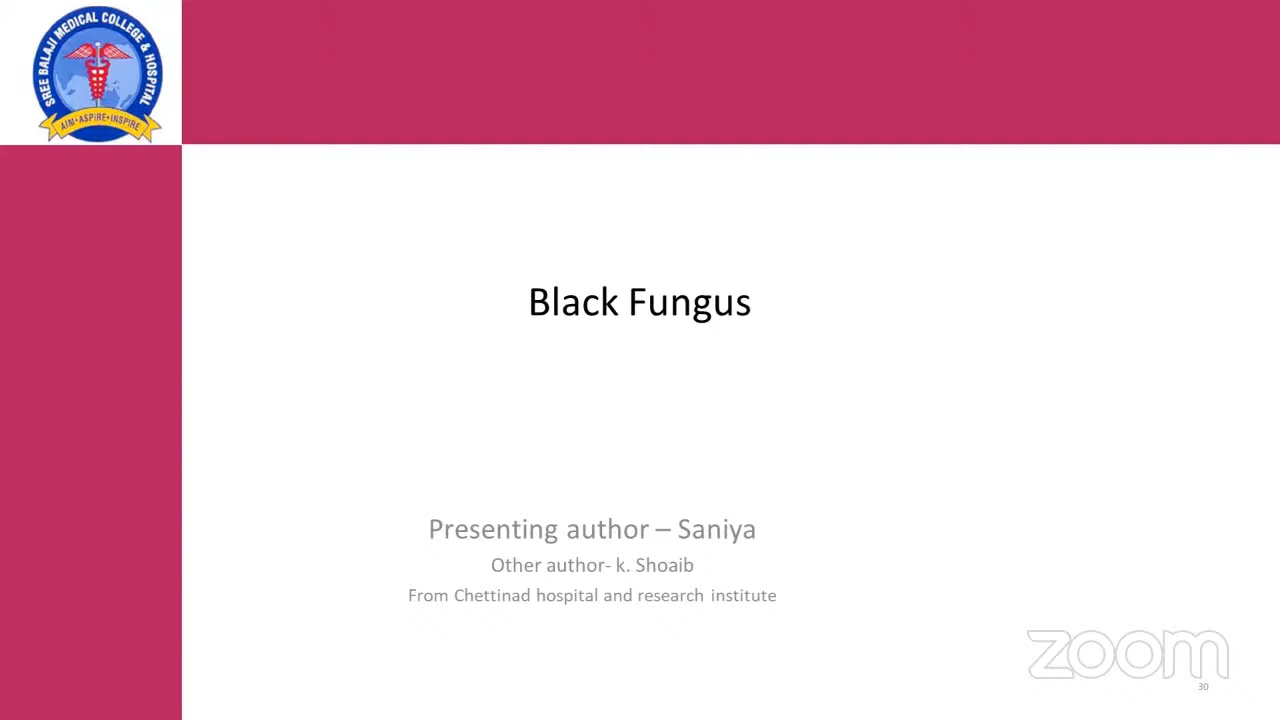 SREE BALAJI MEDICAL COLLEGE & HOSPITAL
AIM•ASPIRE•INSPIRE
Black Fungus
Presenting author – Saniya
Other author- k. Shoaib
From Chettinad hospital and research institute
zoom
30